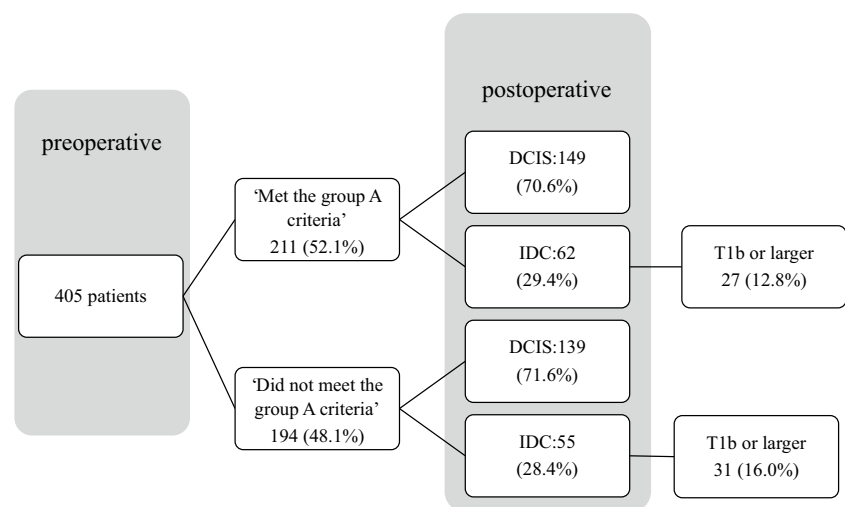 preoperative
405 patients
‘Met the group A
criteria’
211 (52.1%)
‘Did not meet the
group A criteria’
194 (48.1%)
postoperative
DCIS:149
(70.6%)
IDC:62
(29.4%)
DCIS:139
(71.6%)
IDC:55
(28.4%)
T1b or larger
27 (12.8%)
T1b or larger
31 (16.0%)